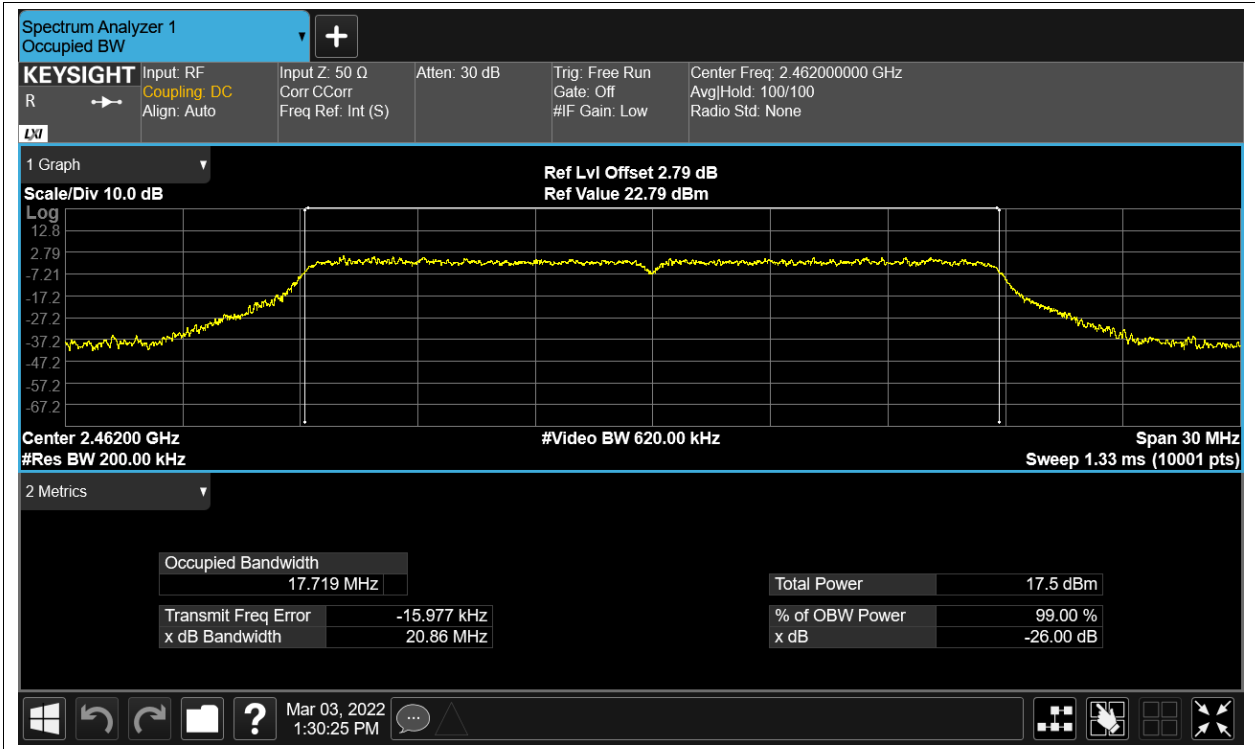 Spectrum Analyzer 1
Occupied BW
KEYSIGHT
R
LXI
Input: RF
Coupling: DC
Align: Auto
Input Z: 50 Ω
Corr CCorr
Freq Ref: Int (S)
Atten: 30 dB
Trig: Free Run
Gate: Off
#IF Gain: Low
Center Freq: 2.462000000 GHz
Avg|Hold: 100/100
Radio Std: None
1 Graph
Scale/Div 10.0 dB
Ref Lvl Offset 2.79 dB
Ref Value 22.79 dBm
Log
12.8
2.79
-7.21
-17.2
-27.2
-37.2
-47.2
-57.2
-67.2
Center 2.46200 GHz
#Res BW 200.00 kHz
#Video BW 620.00 kHz
Span 30 MHz
Sweep 1.33 ms (10001 pts)
2 Metrics
Occupied Bandwidth
17.719 MHz
Transmit Freq Error -15.977 kHz
x dB Bandwidth 20.86 MHz
Total Power 17.5 dBm
% of OBW Power 99.00 %
x dB -26.00 dB
?
Mar 03, 2022
1:30:25 PM